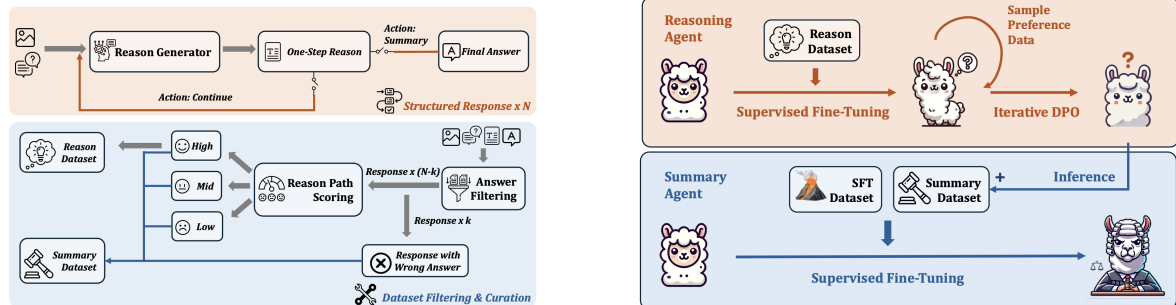 Reason Generator
One-Step Reason
Action:
Summary
Final Answer
Action: Continue
Structured Response x N
Reason
Dataset
High
Mid
Low
Reason Path
Scoring
Response x (N-k)
Answer
Filtering
Response x k
Summary
Dataset
Response with
Wrong Answer
Dataset Filtering & Curation
Reasoning
Agent
Reason
Dataset
Sample
Preference
Data
Supervised Fine-Tuning
Iterative DPO
Summary
Agent
SFT
Dataset
Summary
Dataset
+
Inference
Supervised Fine-Tuning